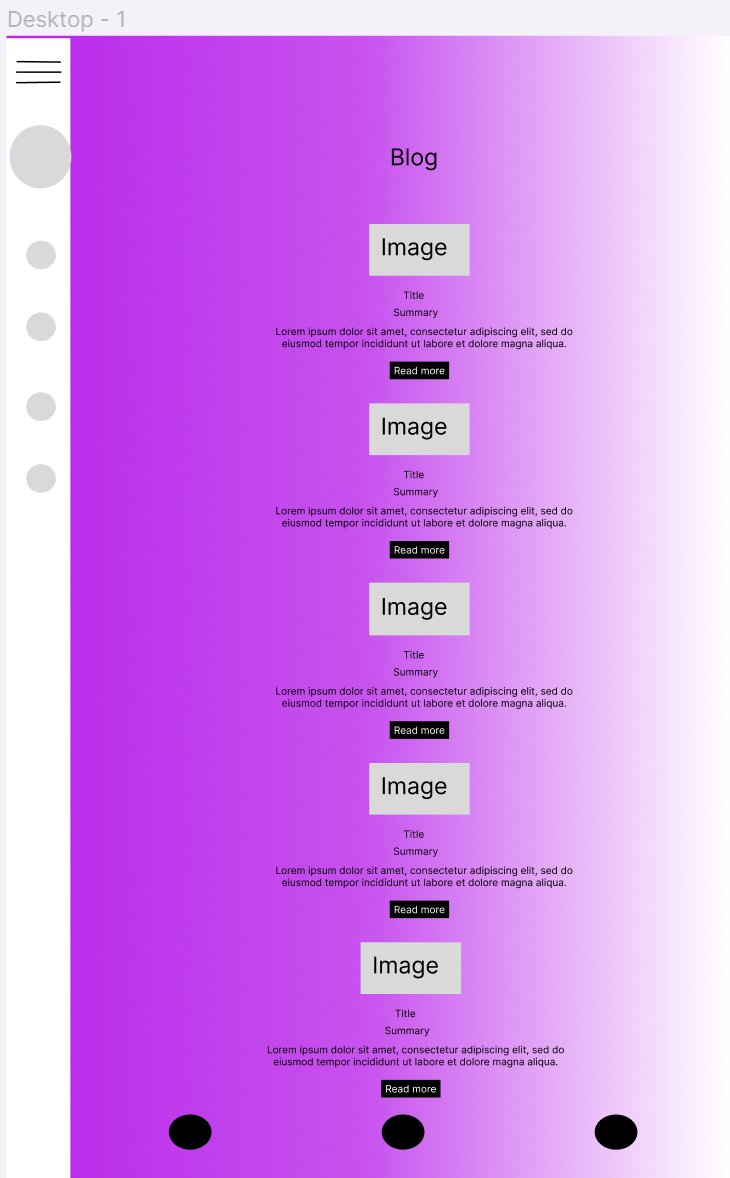 Desktop - 1
Blog
Image
Title
Summary
Lorem ipsum dolor sit amet, consectetur adipiscing elit, sed do
eiusmod tempor incididunt ut labore et dolore magna aliqua.
Read more
Image
Title
Summary
Lorem ipsum dolor sit amet, consectetur adipiscing elit, sed do
eiusmod tempor incididunt ut labore et dolore magna aliqua.
Read more
Image
Title
Summary
Lorem ipsum dolor sit amet, consectetur adipiscing elit, sed do
eiusmod tempor incididunt ut labore et dolore magna aliqua.
Read more
Image
Title
Summary
Lorem ipsum dolor sit amet, consectetur adipiscing elit, sed do
eiusmod tempor incididunt ut labore et dolore magna aliqua.
Read more
Image
Title
Summary
Lorem ipsum dolor sit amet, consectetur adipiscing elit, sed do
eiusmod tempor incididunt ut labore et dolore magna aliqua.
Read more